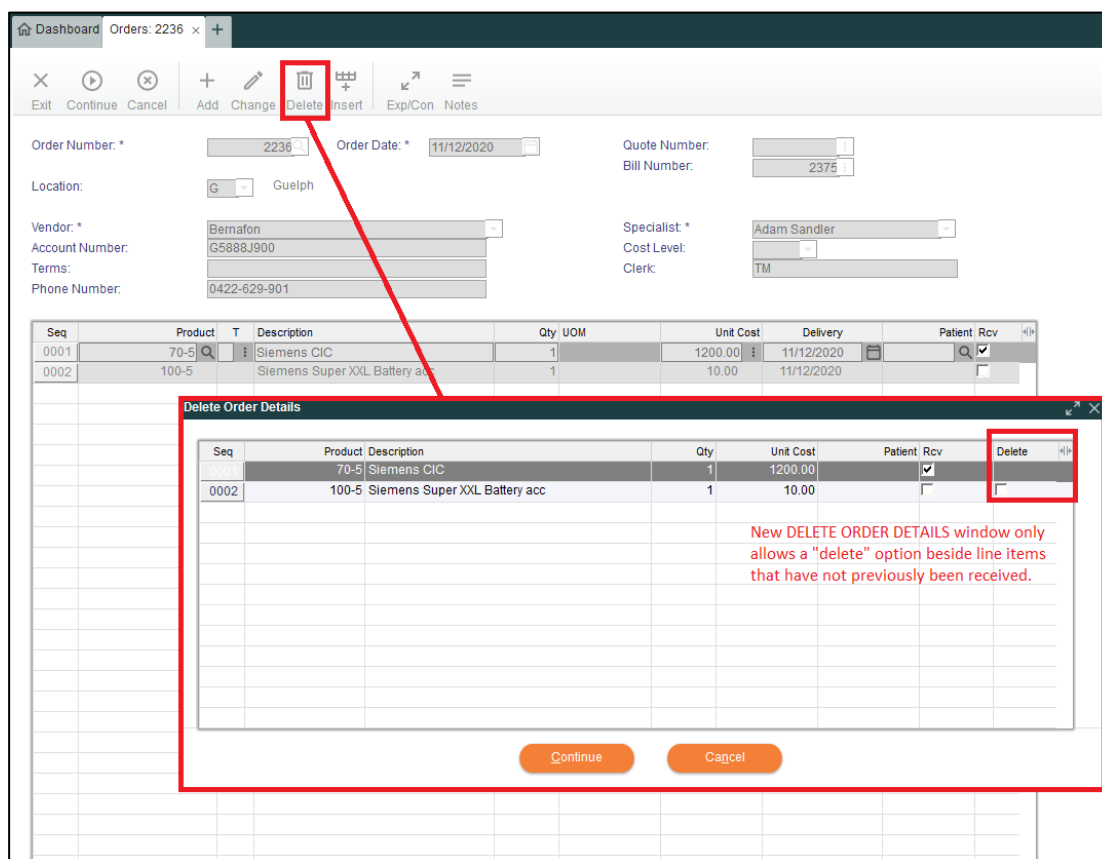 Dashboard Orders: 2236 × +
Exit Continue Cancel Add Change Delete Insert Exp/Con Notes
Order Number: * 2236 Order Date: * 11/12/2020 Quote Number:
Bill Number: 2375
Location: G Guelph
Vendor: * Bernafon Specialist: * Adam Sandler
Account Number: G5888J900 Cost Level:
Terms: Clerk: TM
Phone Number: 0422-629-901
Seq Product T Description Qty UOM Unit Cost Delivery Patient Rcv
0001 70-5 Siemens CIC 1 1200.00 11/12/2020
0002 100-5 Siemens Super XXL Battery acc 1 10.00 11/12/2020
Delete Order Details
Seq Product Description Qty Unit Cost Patient Rcv Delete
0001 70-5 Siemens CIC 1 1200.00
0002 100-5 Siemens Super XXL Battery acc 1 10.00
New DELETE ORDER DETAILS window only
allows a "delete" option beside line items
that have not previously been received.
Continue Cancel